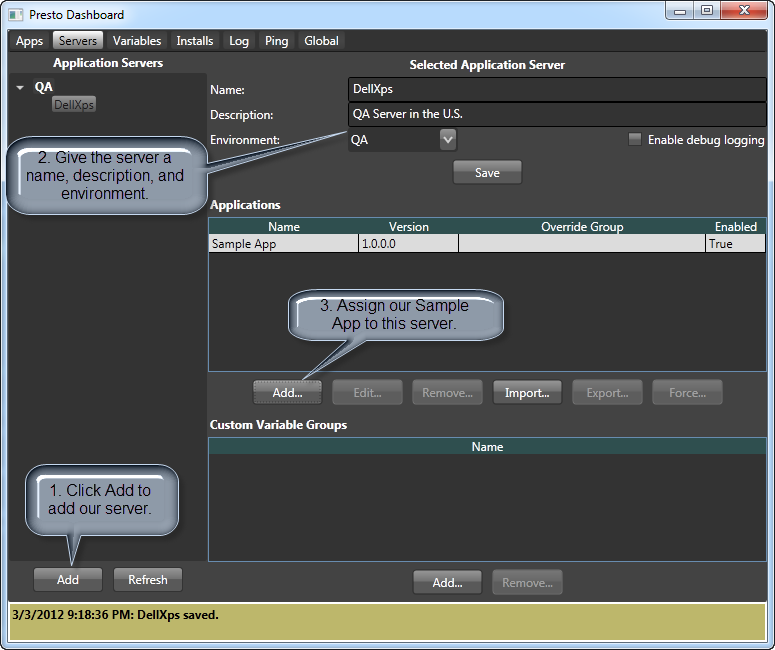 Presto Dashboard
Apps Servers Variables Installs Log Ping Global
Application Servers
QA
DellXps
2. Give the server a
name, description, and
environment.
1. Click Add to
add our server.
Add Refresh
Selected Application Server
Name: DellXps
Description: QA Server in the U.S.
Environment: QA Enable debug logging
Save
Applications
Name Version Override Group Enabled
Sample App 1.0.0.0 True
3. Assign our Sample
App to this server.
Add... Edit... Remove... Import... Export... Force...
Custom Variable Groups
Name
Add... Remove...
3/3/2012 9:18:36 PM: DellXps saved.